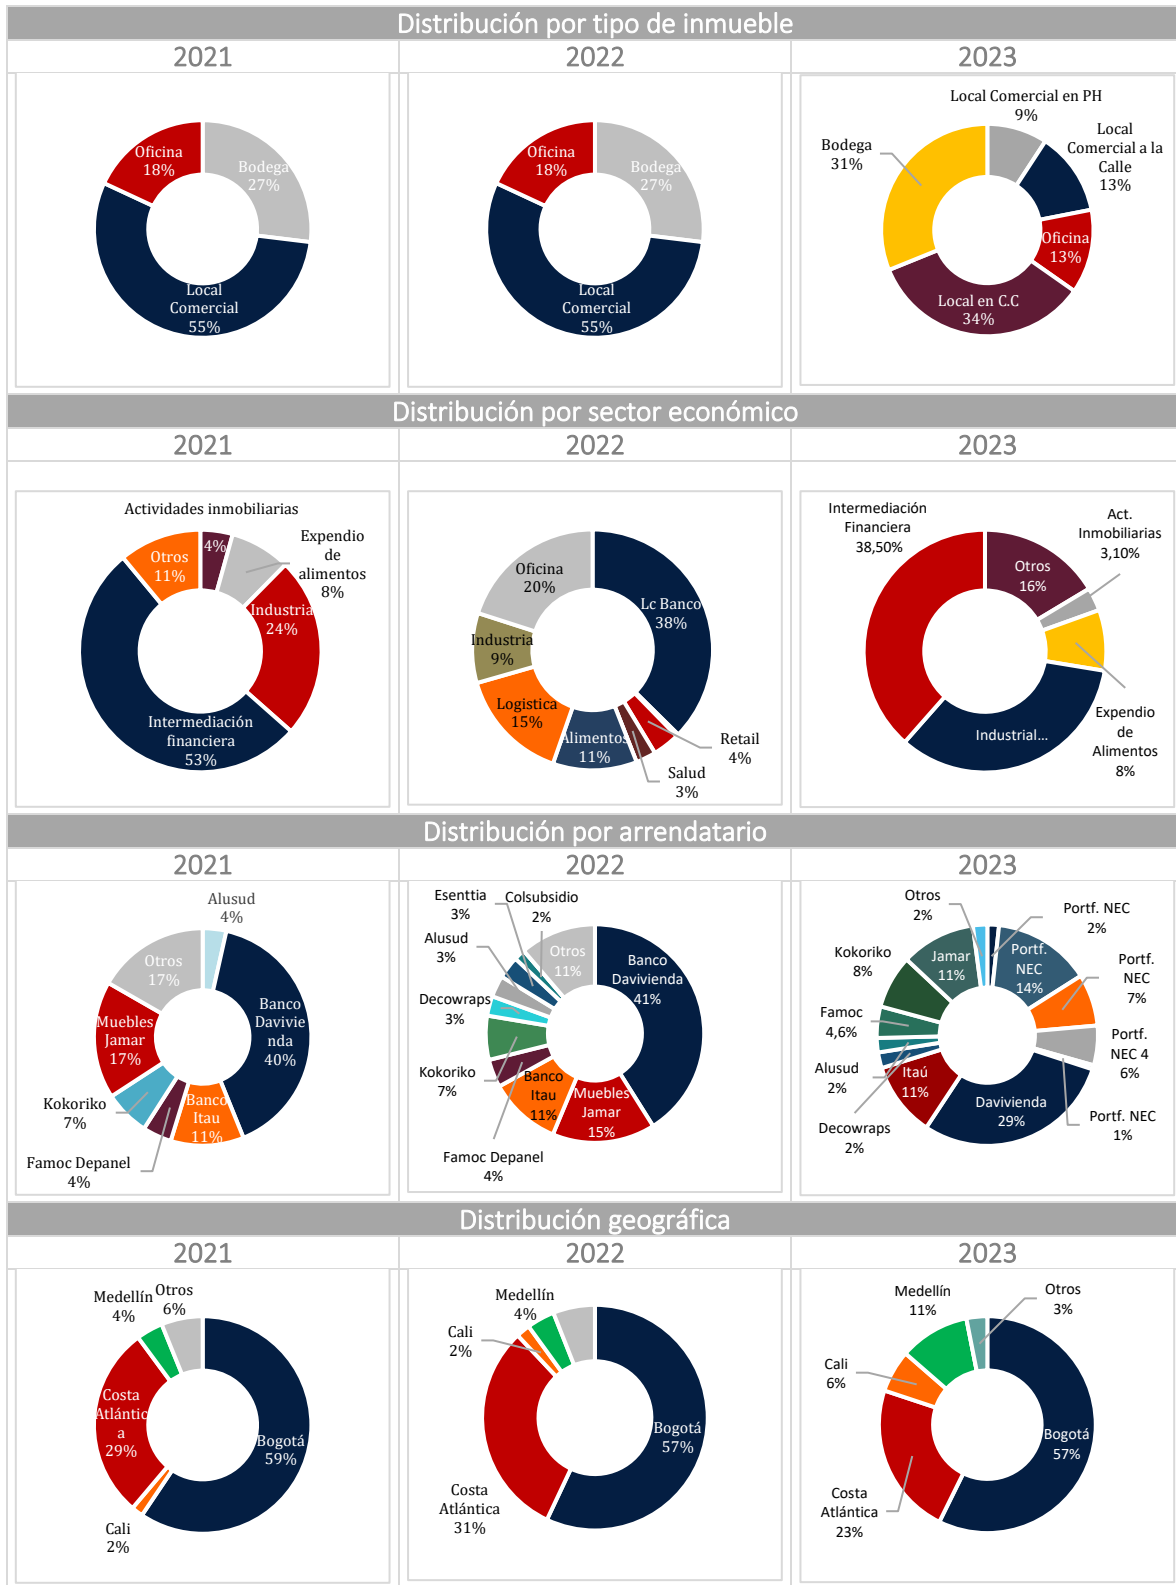 Distribución por tipo de inmueble
2021
2022
2023
Oficina
18%
Bodega
27%
Local
Comercial
55%
Oficina
18%
Bodega
27%
Local
Comercial
55%
Local Comercial en PH
9%
Local
Comercial a la
Calle
13%
Bodega
31%
Oficina
13%
Local en C.C
34%
Distribución por sector económico
2021
2022
2023
Actividades inmobiliarias
4%
Expendio
de
alimentos
8%
Otros
11%
Industria
24%
Intermediación
financiera
53%
Oficina
20%
Lc Banco
38%
Industria
9%
Logistica
15%
Alimentos
11%
Retail
4%
Salud
3%
Intermediación
Financiera
38,50%
Act.
Inmobiliarias
3,10%
Otros
16%
Expendio
de
Alimentos
8%
Industrial...
Distribución por arrendatario
2021
2022
2023
Alusud
4%
Otros
17%
Banco
Davivie
nda
40%
Muebles
Jamar
17%
Kokoriko
7%
Banco
Itau
11%
Famoc Depanel
4%
Esenttia
3%
Colsubsidio
2%
Alusud
3%
Otros
11%
Banco
Davivienda
41%
Decowraps
3%
Kokoriko
7%
Banco
Itau
11%
Muebles
Jamar
15%
Famoc Depanel
4%
Otros
2%
Portf. NEC
2%
Kokoriko
8%
Jamar
11%
Portf.
NEC
14%
Portf.
NEC
7%
Famoc
4,6%
Portf.
NEC 4
6%
Alusud
2%
Itaú
11%
Davivienda
29%
Decowraps
2%
Portf. NEC
1%
Distribución geográfica
2021
2022
2023
Medellín
4%
Otros
6%
Costa
Atlántic
a
29%
Bogotá
59%
Cali
2%
Medellín
4%
Cali
2%
Bogotá
57%
Costa
Atlántica
31%
Medellín
11%
Otros
3%
Cali
6%
Bogotá
57%
Costa
Atlántica
23%